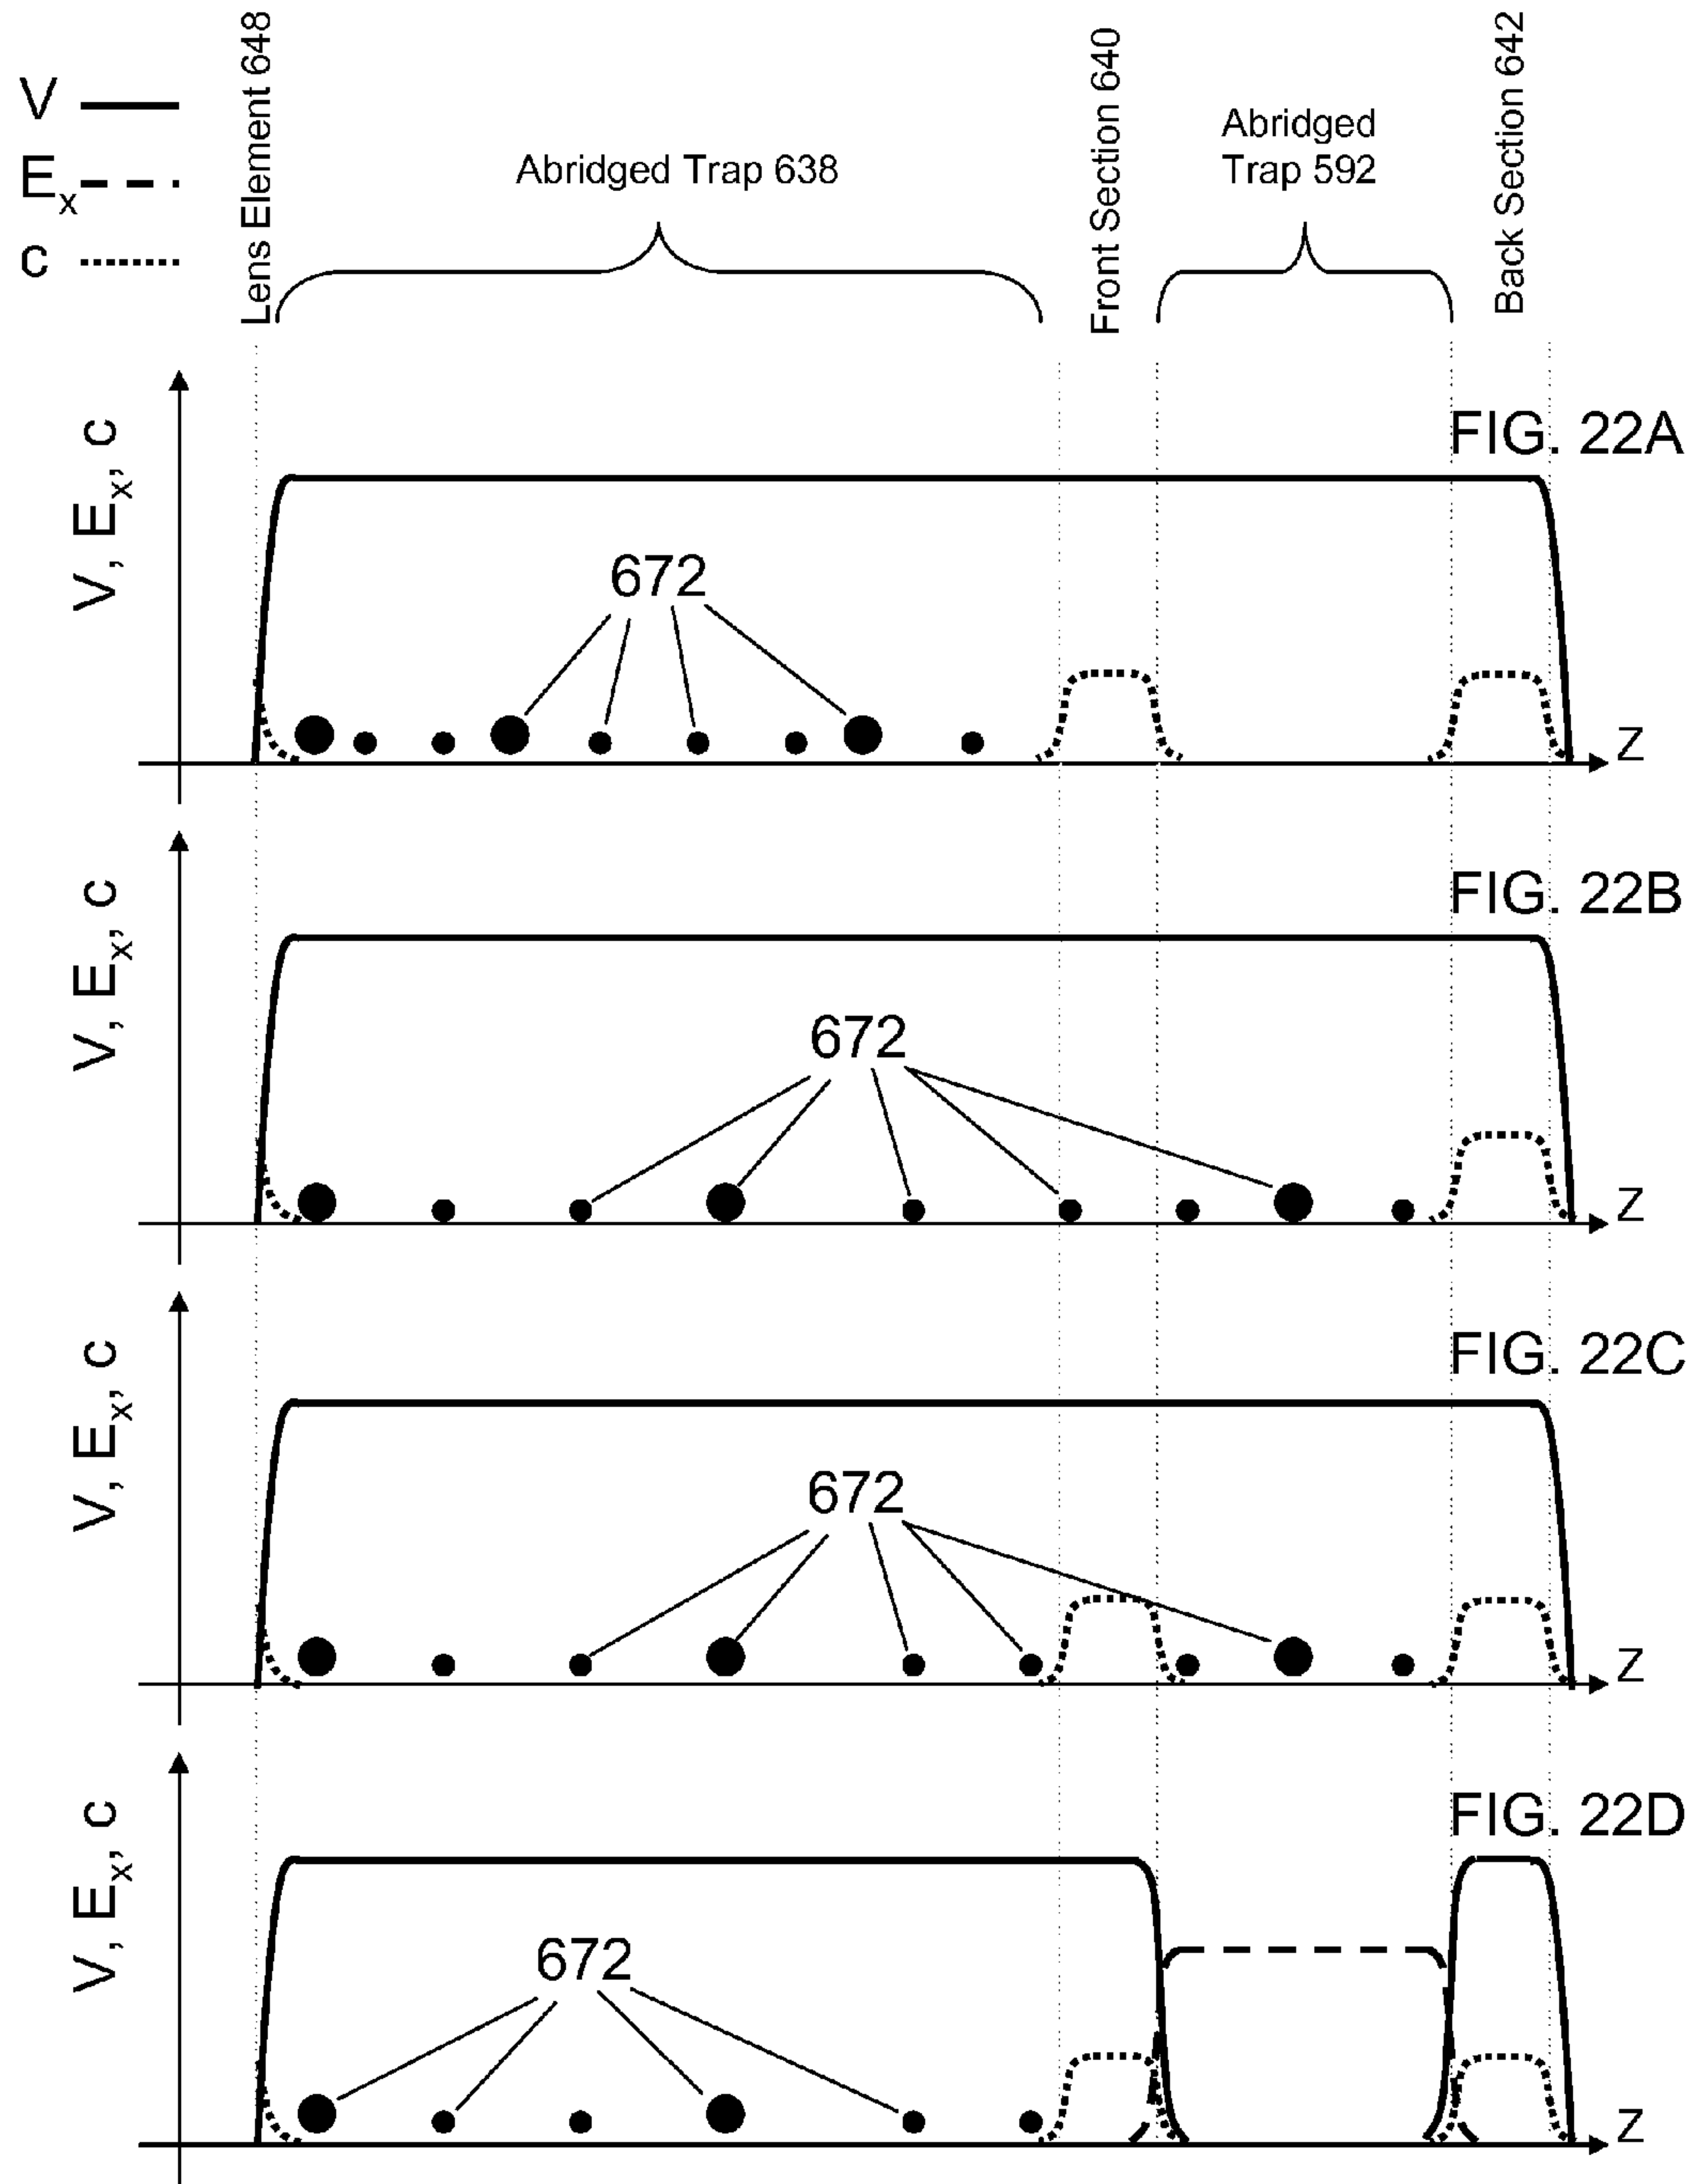 V
Eₓ
c
Lens Element 648
Abridged Trap 638
Front Section 640
Abridged
Trap 592
Back Section 642
FIG. 22A
V, Eₓ, c
672
Z
FIG. 22B
V, Eₓ, c
672
Z
FIG. 22C
V, Eₓ, c
672
Z
FIG. 22D
V, Eₓ, c
672
Z